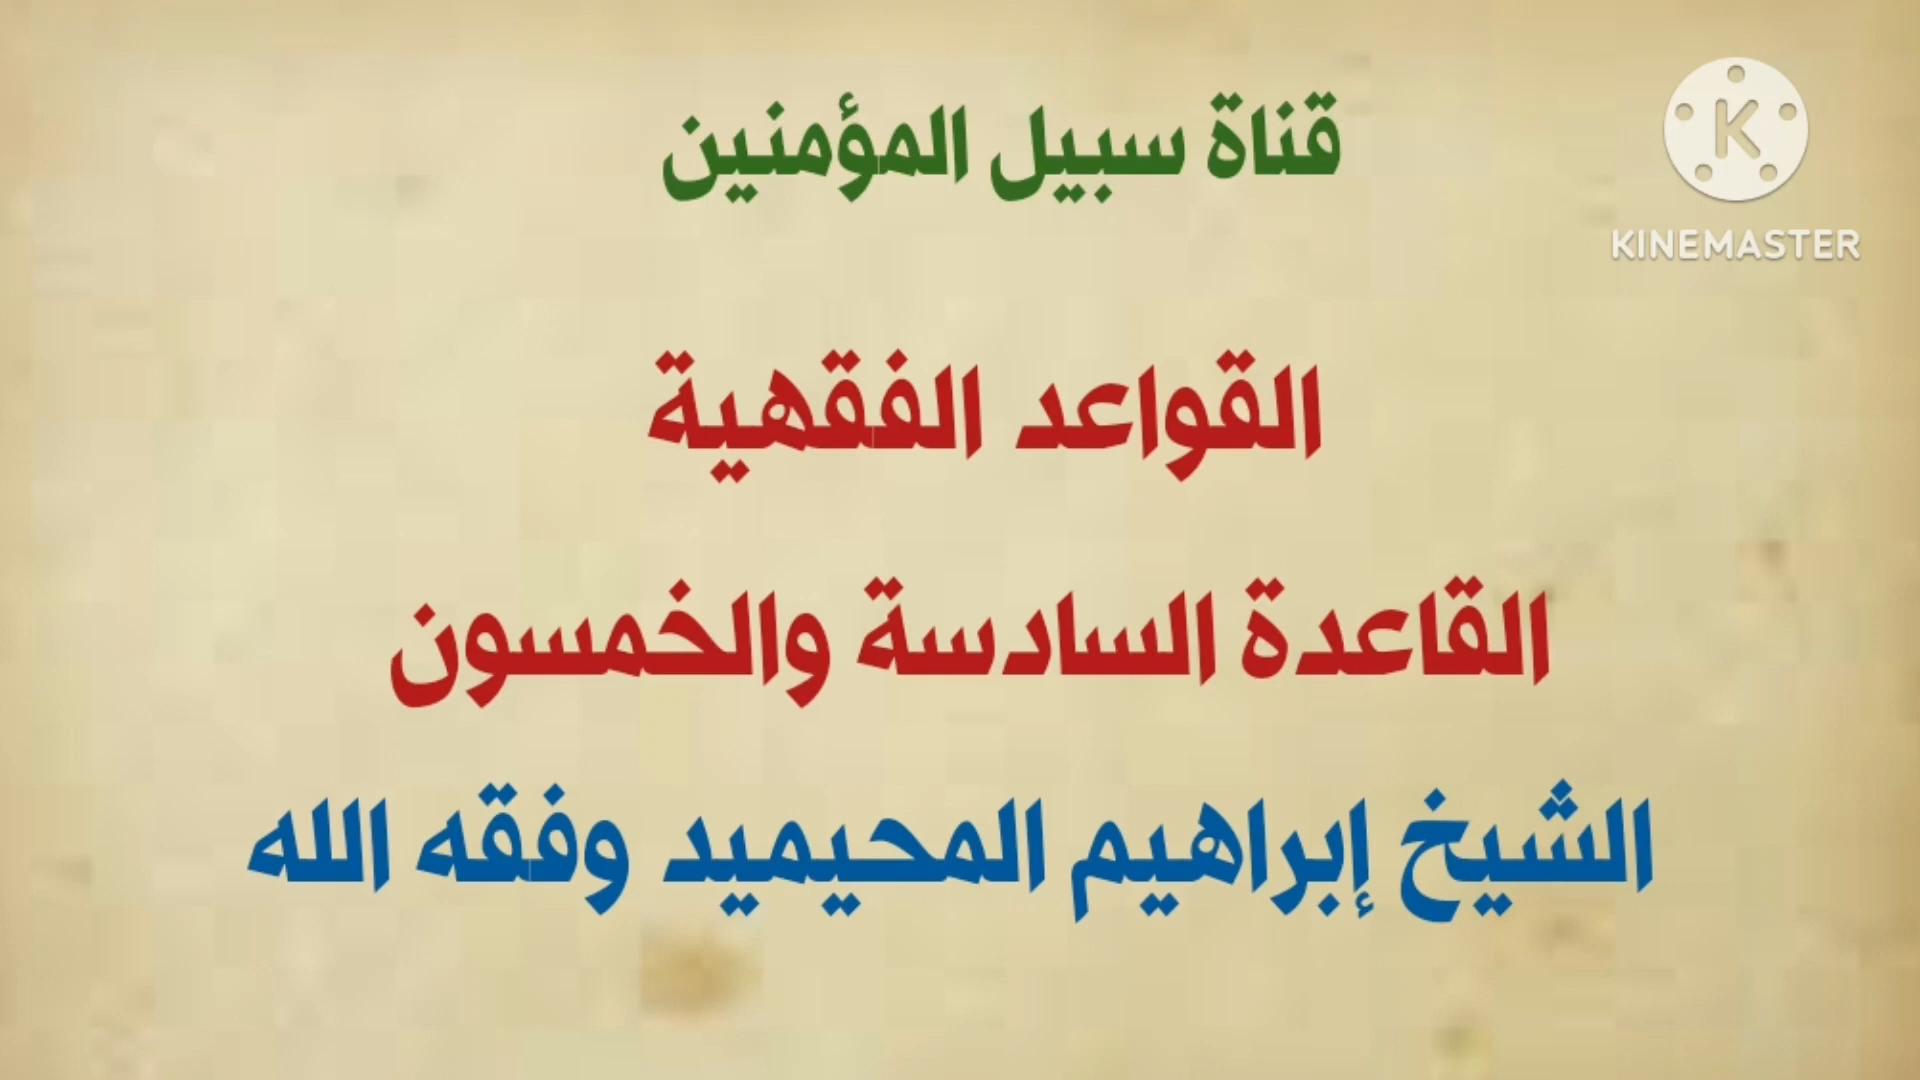 قناة سبيل المؤمنين
KINEMASTER
القواعد الفقهية
القاعدة السادسة والخمسون
الشيخ إبراهيم المحيميد وفقه الله